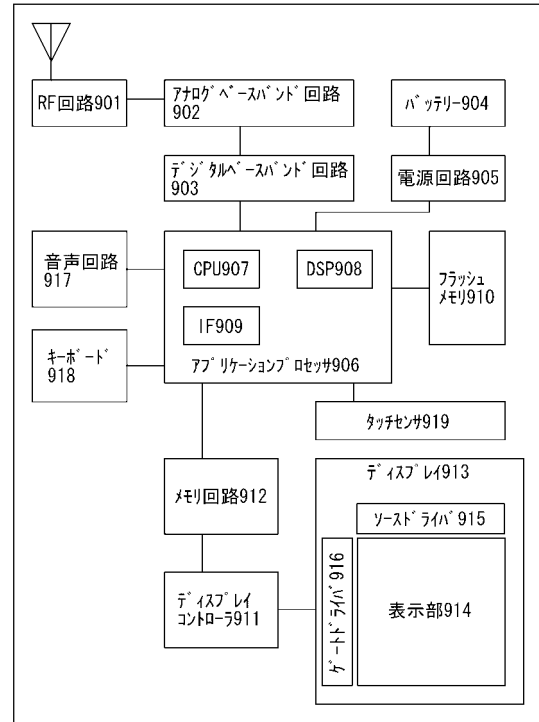 RF回路901
アナログベースバンド回路
902
バッテリー904
デジタルベースバンド回路
903
電源回路905
音声回路
917
CPU907
DSP908
フラッシュ
メモリ910
IF909
アプリケーションプロセッサ906
キーボード
918
タッチセンサ919
メモリ回路912
ディスプレイ913
ソースドライバ915
ゲートドライバ916
表示部914
ディスプレイ
コントローラ911